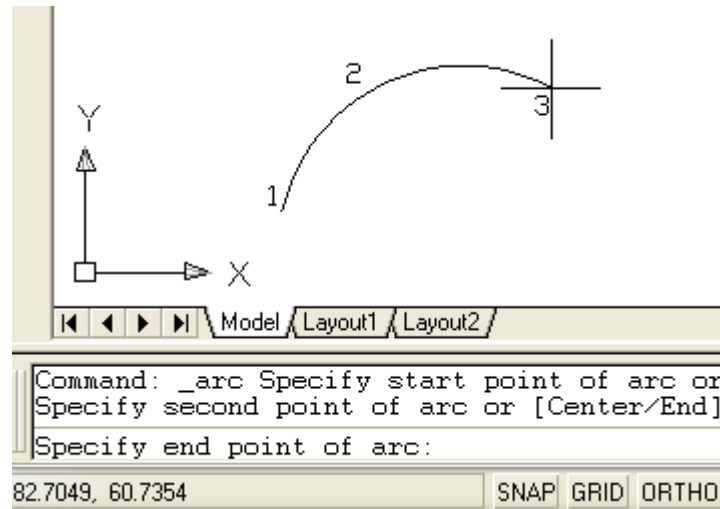 2
Y
3
1
X
Model Layout1 Layout2
Command: _arc Specify start point of arc or
Specify second point of arc or [Center/End]
Specify end point of arc:
82.7049, 60.7354 SNAP GRID ORTHO